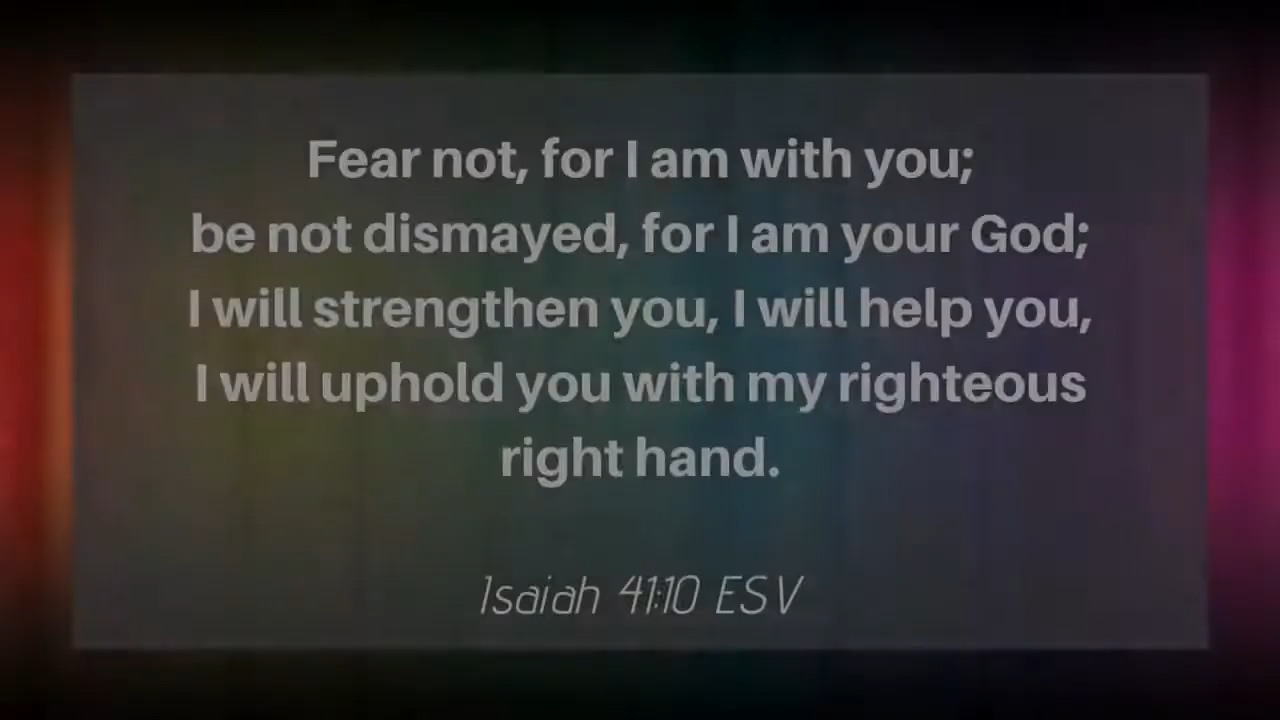 Fear not, for I am with you;
be not dismayed, for I am your God;
I will strengthen you, I will help you,
I will uphold you with my righteous
right hand.
Isaiah 41:10 ESV